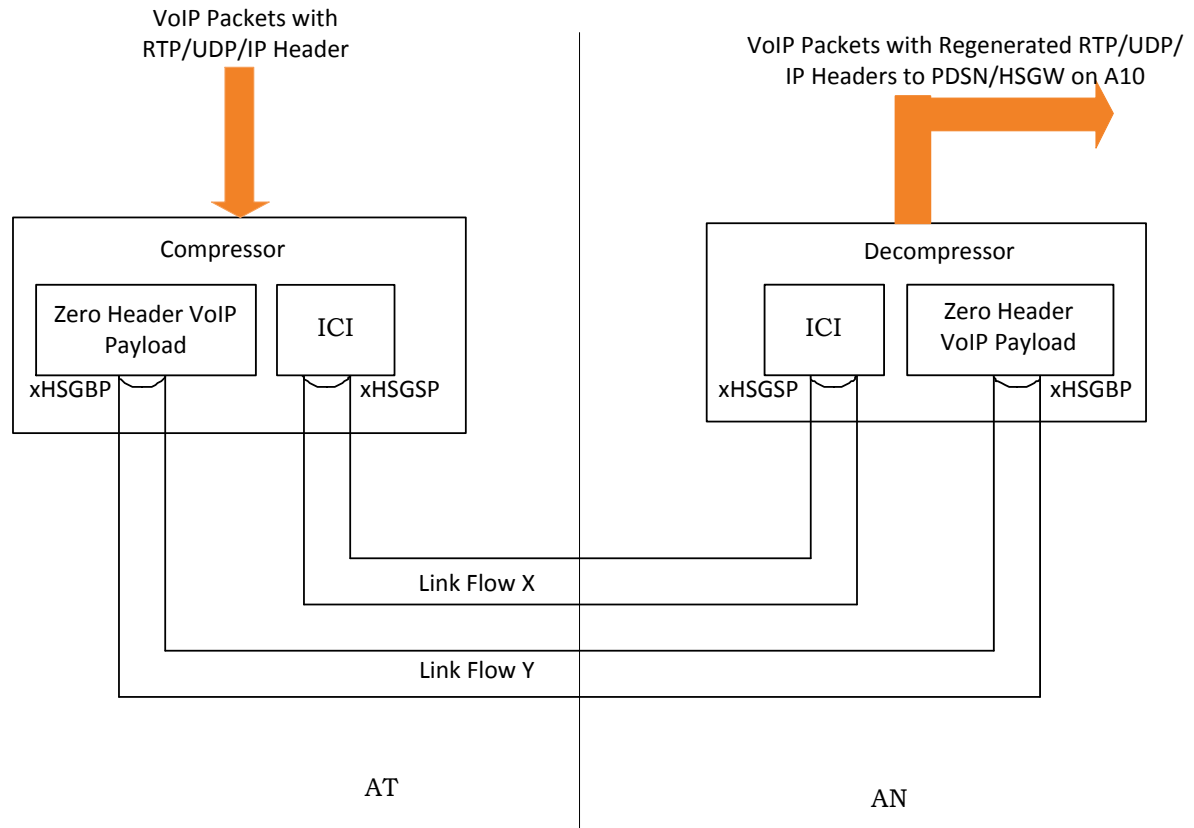 VoIP Packets with
RTP/UDP/IP Header
VoIP Packets with Regenerated RTP/UDP/
IP Headers to PDSN/HSGW on A10
Compressor
Zero Header VoIP
Payload
ICI
xHSGBP
xHSGSP
Decompressor
ICI
Zero Header
VoIP Payload
xHSGSP
xHSGBP
Link Flow X
Link Flow Y
AT
AN